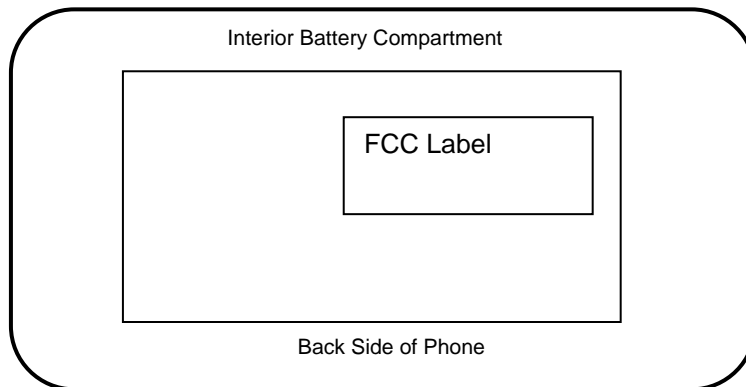 Interior Battery Compartment
FCC Label
Back Side of Phone